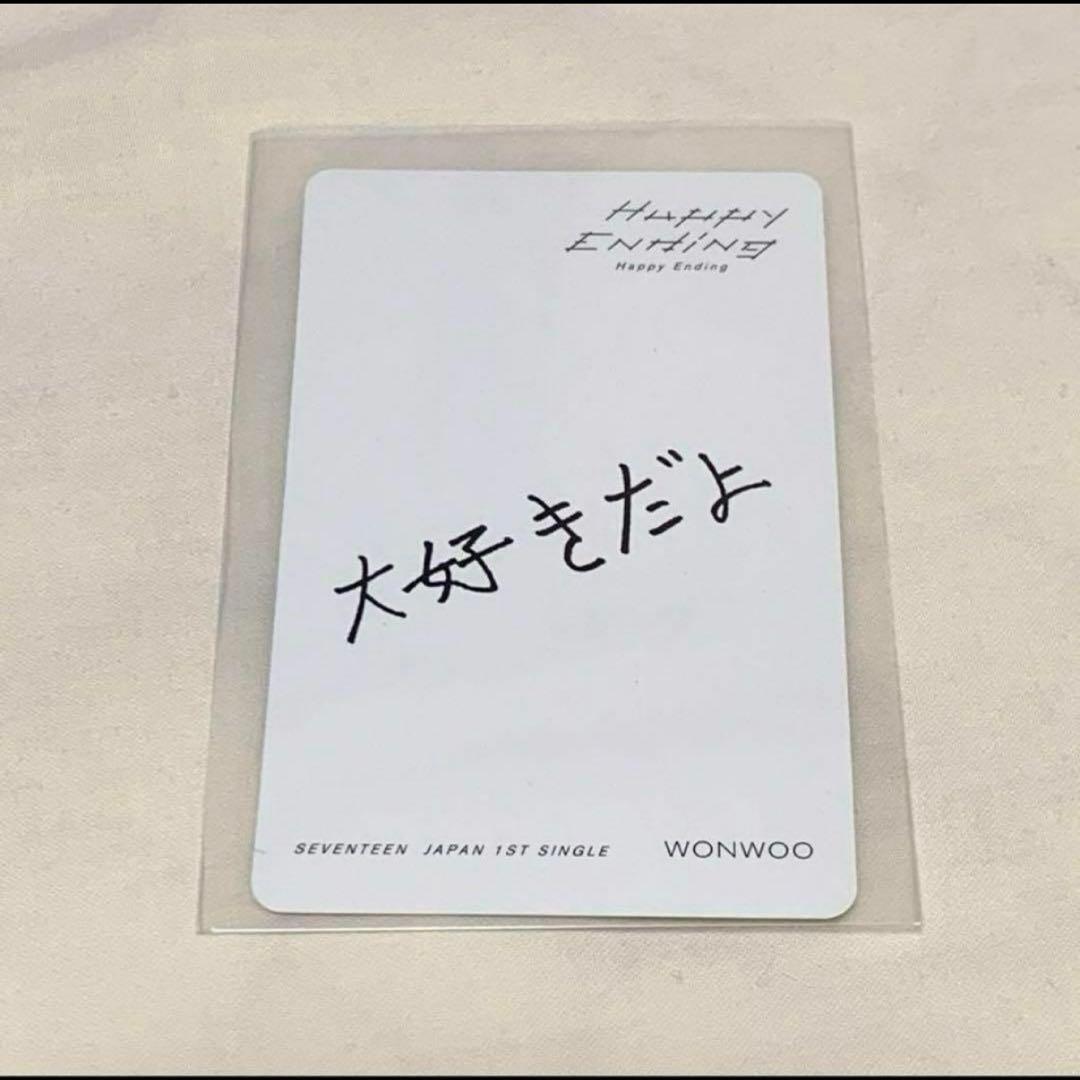 Happy
Ending
Happy Ending
大好きだよ
SEVENTEEN JAPAN 1ST SINGLE WONWOO